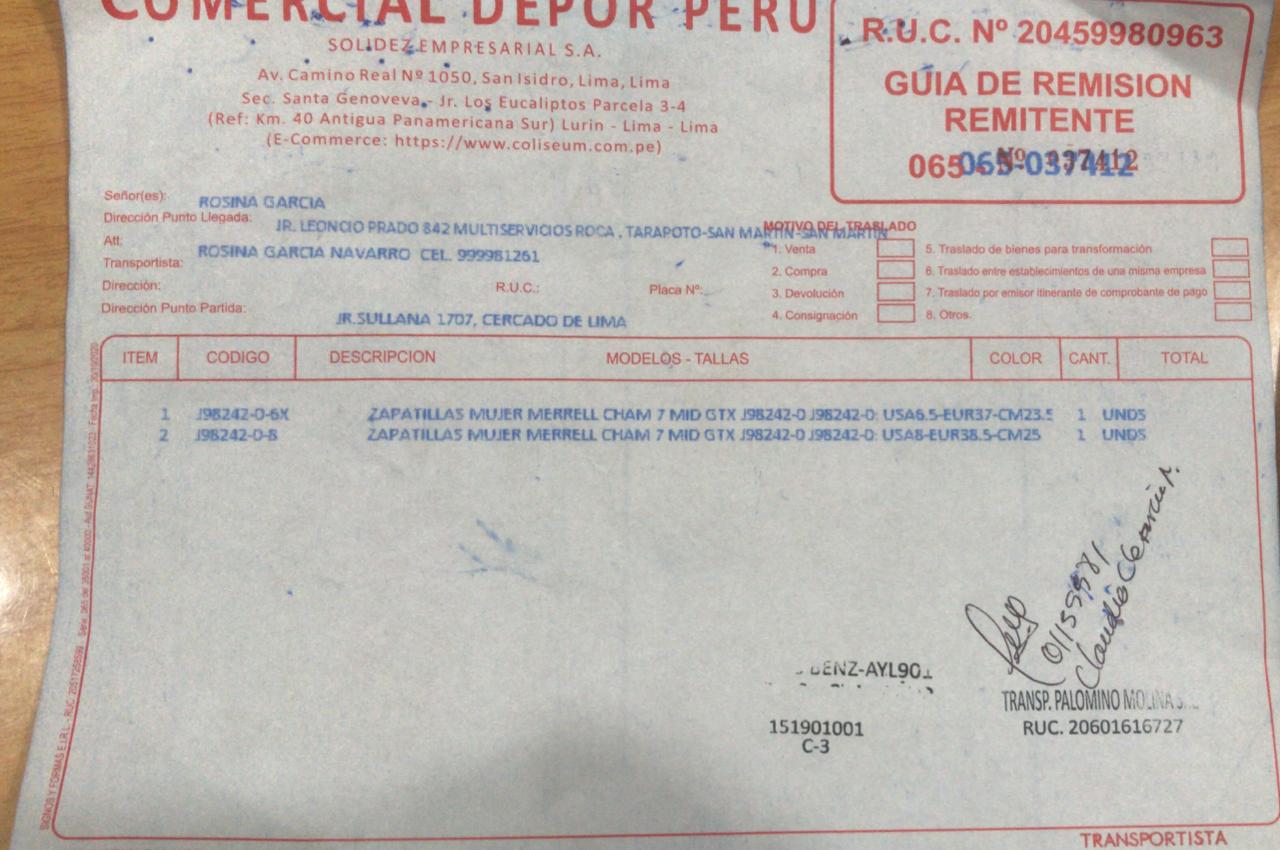 COMERCIAL DEPOR PERU
SOLIDEZ EMPRESARIAL S.A.
Av. Camino Real Nº 1050, San Isidro, Lima, Lima
Sec. Santa Genoveva - Jr. Los Eucaliptos Parcela 3-4
(Ref: Km. 40 Antigua Panamericana Sur) Lurin - Lima - Lima
(E-Commerce: https://www.coliseum.com.pe)
R.U.C. Nº 20459980963
GUIA DE REMISION
REMITENTE
065 - Nº 037412
065-037412
Señor(es): ROSINA GARCIA
Dirección Punto Llegada: JR. LEONCIO PRADO 842 MULTISERVICIOS ROCA , TARAPOTO-SAN MARTIN-SAN MARTIN
Att: ROSINA GARCIA NAVARRO CEL. 999981261
Transportista:
Dirección: R.U.C.: Placa Nº:
Dirección Punto Partida: JR.SULLANA 1707, CERCADO DE LIMA
MOTIVO DEL TRASLADO
1. Venta
2. Compra
3. Devolución
4. Consignación
5. Traslado de bienes para transformación
6. Traslado entre establecimientos de una misma empresa
7. Traslado por emisor itinerante de comprobante de pago
8. Otros.
ITEM CODIGO DESCRIPCION MODELOS - TALLAS COLOR CANT. TOTAL
1 J98242-0-6X ZAPATILLAS MUJER MERRELL CHAM 7 MID GTX J98242-0 J98242-0: USA6.5-EUR37-CM23.5 1 UNDS
2 J98242-0-8 ZAPATILLAS MUJER MERRELL CHAM 7 MID GTX J98242-0 J98242-0: USA8-EUR38.5-CM25 1 UNDS
01155981
Claudio
BENZ-AYL901
151901001
C-3
TRANSP. PALOMINO MOLINA
RUC. 20601616727
SIGNOS Y FORMAS E.I.R.L. - RUC:
TRANSPORTISTA